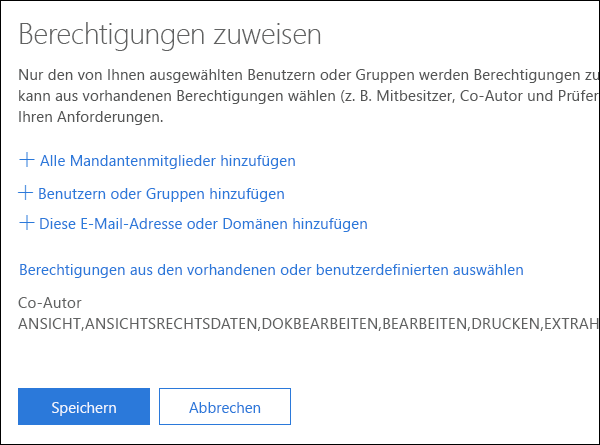 Berechtigungen zuweisen
Nur den von Ihnen ausgewählten Benutzern oder Gruppen werden Berechtigungen zu
kann aus vorhandenen Berechtigungen wählen (z. B. Mitbesitzer, Co-Autor und Prüfer
Ihren Anforderungen.
+ Alle Mandantenmitglieder hinzufügen
+ Benutzern oder Gruppen hinzufügen
+ Diese E-Mail-Adresse oder Domänen hinzufügen
Berechtigungen aus den vorhandenen oder benutzerdefinierten auswählen
Co-Autor
ANSICHT,ANSICHTSRECHTSDATEN,DOKBEARBEITEN,BEARBEITEN,DRUCKEN,EXTRAH
Speichern
Abbrechen